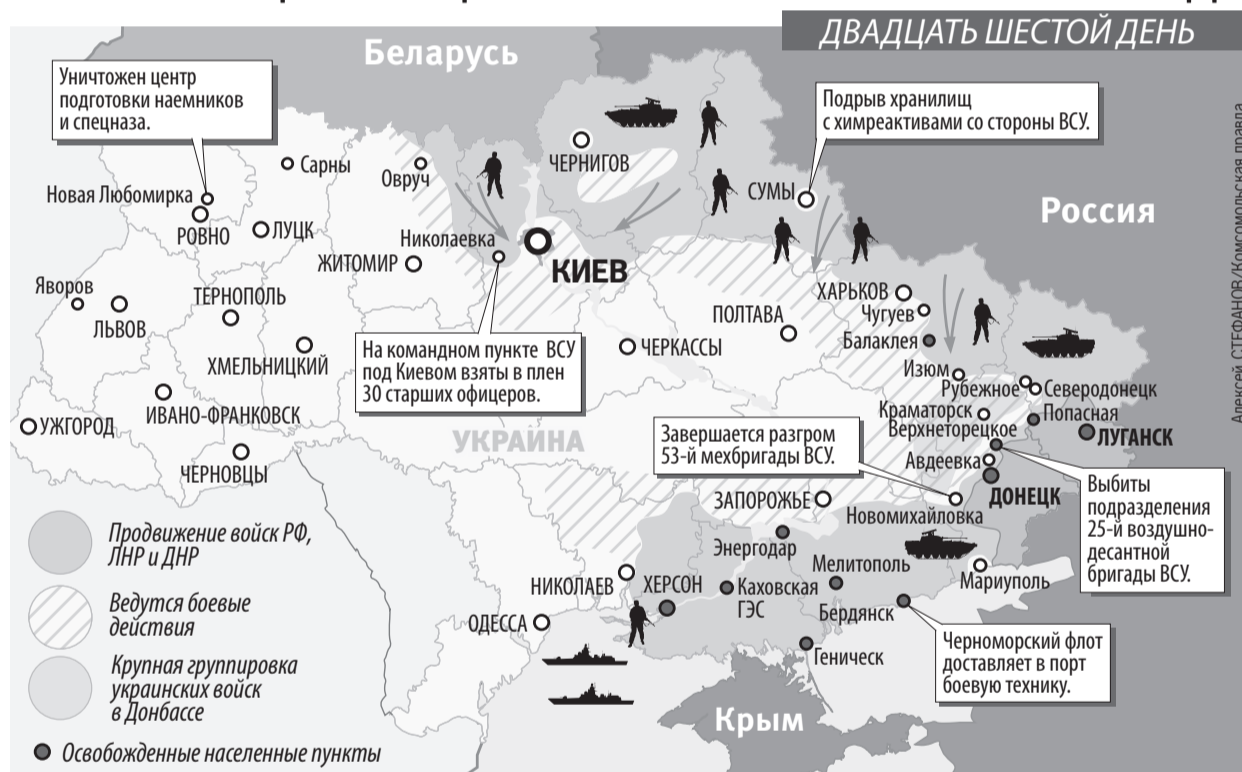 ДВАДЦАТЬ ШЕСТОЙ ДЕНЬ
Беларусь
Уничтожен центр
подготовки наемников
и спецназа.
Подрыв хранилищ
с химреактивами со стороны ВСУ.
Алексей СТЕФАНОВ/Комсомольская правда
Россия
ЧЕРНИГОВ
Сарны
Овруч
СУМЫ
Новая Любомирка
РОВНО
ЛУЦК
Николаевка
КИЕВ
ЖИТОМИР
Яворов
ЛЬВОВ
ТЕРНОПОЛЬ
ХМЕЛЬНИЦКИЙ
ХАРЬКОВ
Чугуев
ПОЛТАВА
Балаклея
ЧЕРКАССЫ
На командном пункте ВСУ
под Киевом взяты в плен
30 старших офицеров.
Изюм
Рубежное
Северодонецк
ИВАНО-ФРАНКОВСК
УЖГОРОД
Краматорск
Попасная
Верхнеторецкое
ЛУГАНСК
УКРАИНА
Завершается разгром
53-й мехбригады ВСУ.
Авдеевка
ДОНЕЦК
ЧЕРНОВЦЫ
Выбиты
подразделения
25-й воздушно-
десантной
бригады ВСУ.
ЗАПОРОЖЬЕ
Новомихайловка
Энергодар
Мелитополь
Мариуполь
НИКОЛАЕВ
ХЕРСОН
Каховская
ГЭС
Бердянск
ОДЕССА
Геническ
Черноморский флот
доставляет в порт
боевую технику.
Крым
Продвижение войск РФ,
ЛНР и ДНР
Ведутся боевые
действия
Крупная группировка
украинских войск
в Донбассе
Освобожденные населенные пункты